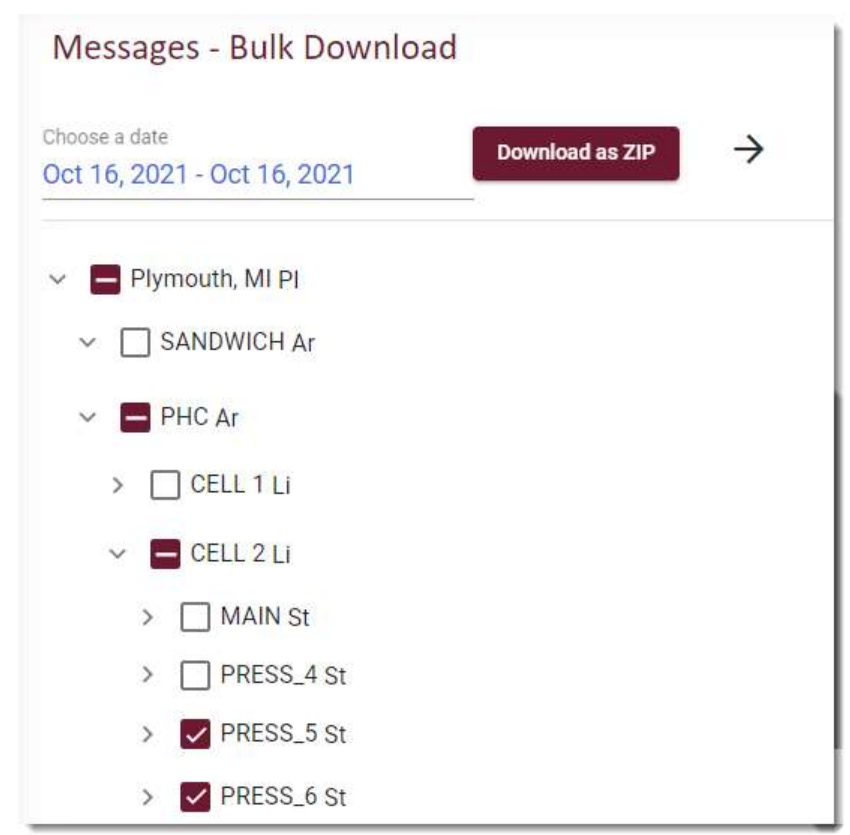 Messages - Bulk Download
Choose a date
Oct 16, 2021 - Oct 16, 2021
Download as ZIP
Plymouth, MI Pl
SANDWICH Ar
PHC Ar
CELL 1 Li
CELL 2 Li
MAIN St
PRESS_4 St
PRESS_5 St
PRESS_6 St